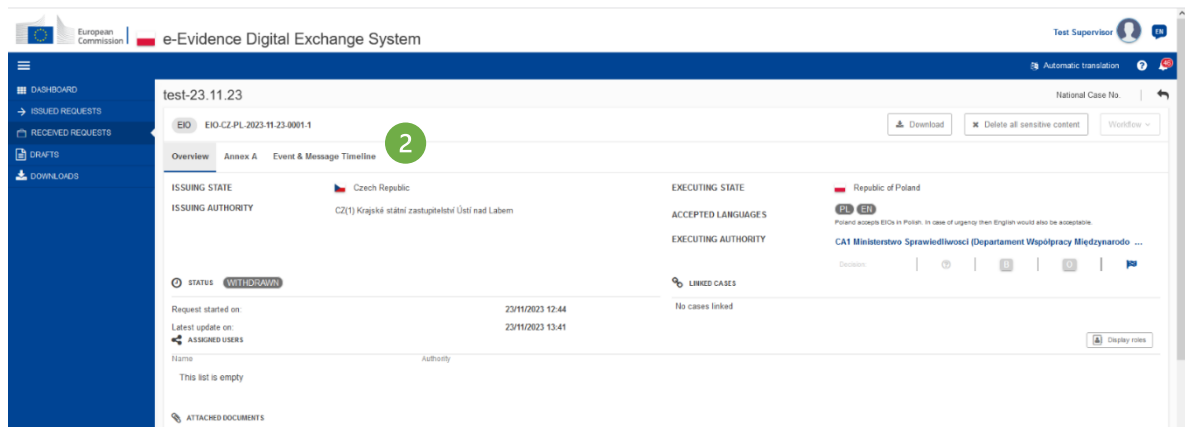 European
Commission
e-Evidence Digital Exchange System
Test Supervisor
EN
Automatic translation
?
DASHBOARD
ISSUED REQUESTS
RECEIVED REQUESTS
DRAFTS
DOWNLOADS
test-23.11.23
National Case No.
EIO EIO-CZ-PL-2023-11-23-0001-1
Download
Delete all sensitive content
Workflow
2
Overview Annex A Event & Message Timeline
ISSUING STATE Czech Republic
EXECUTING STATE Republic of Poland
ISSUING AUTHORITY CZ(1) Krajské státní zastupitelství Ústí nad Labem
ACCEPTED LANGUAGES PL EN
Poland accepts EIOs in Polish. In case of urgency then English would also be acceptable.
EXECUTING AUTHORITY CA1 Ministerstwo Sprawiedliwosci (Departament Współpracy Międzynarodo ...
Decision:
STATUS WITHDRAWN
LINKED CASES
Request started on: 23/11/2023 12:44
No cases linked
Latest update on: 23/11/2023 13:41
ASSIGNED USERS
Display roles
Name Authority
This list is empty
ATTACHED DOCUMENTS